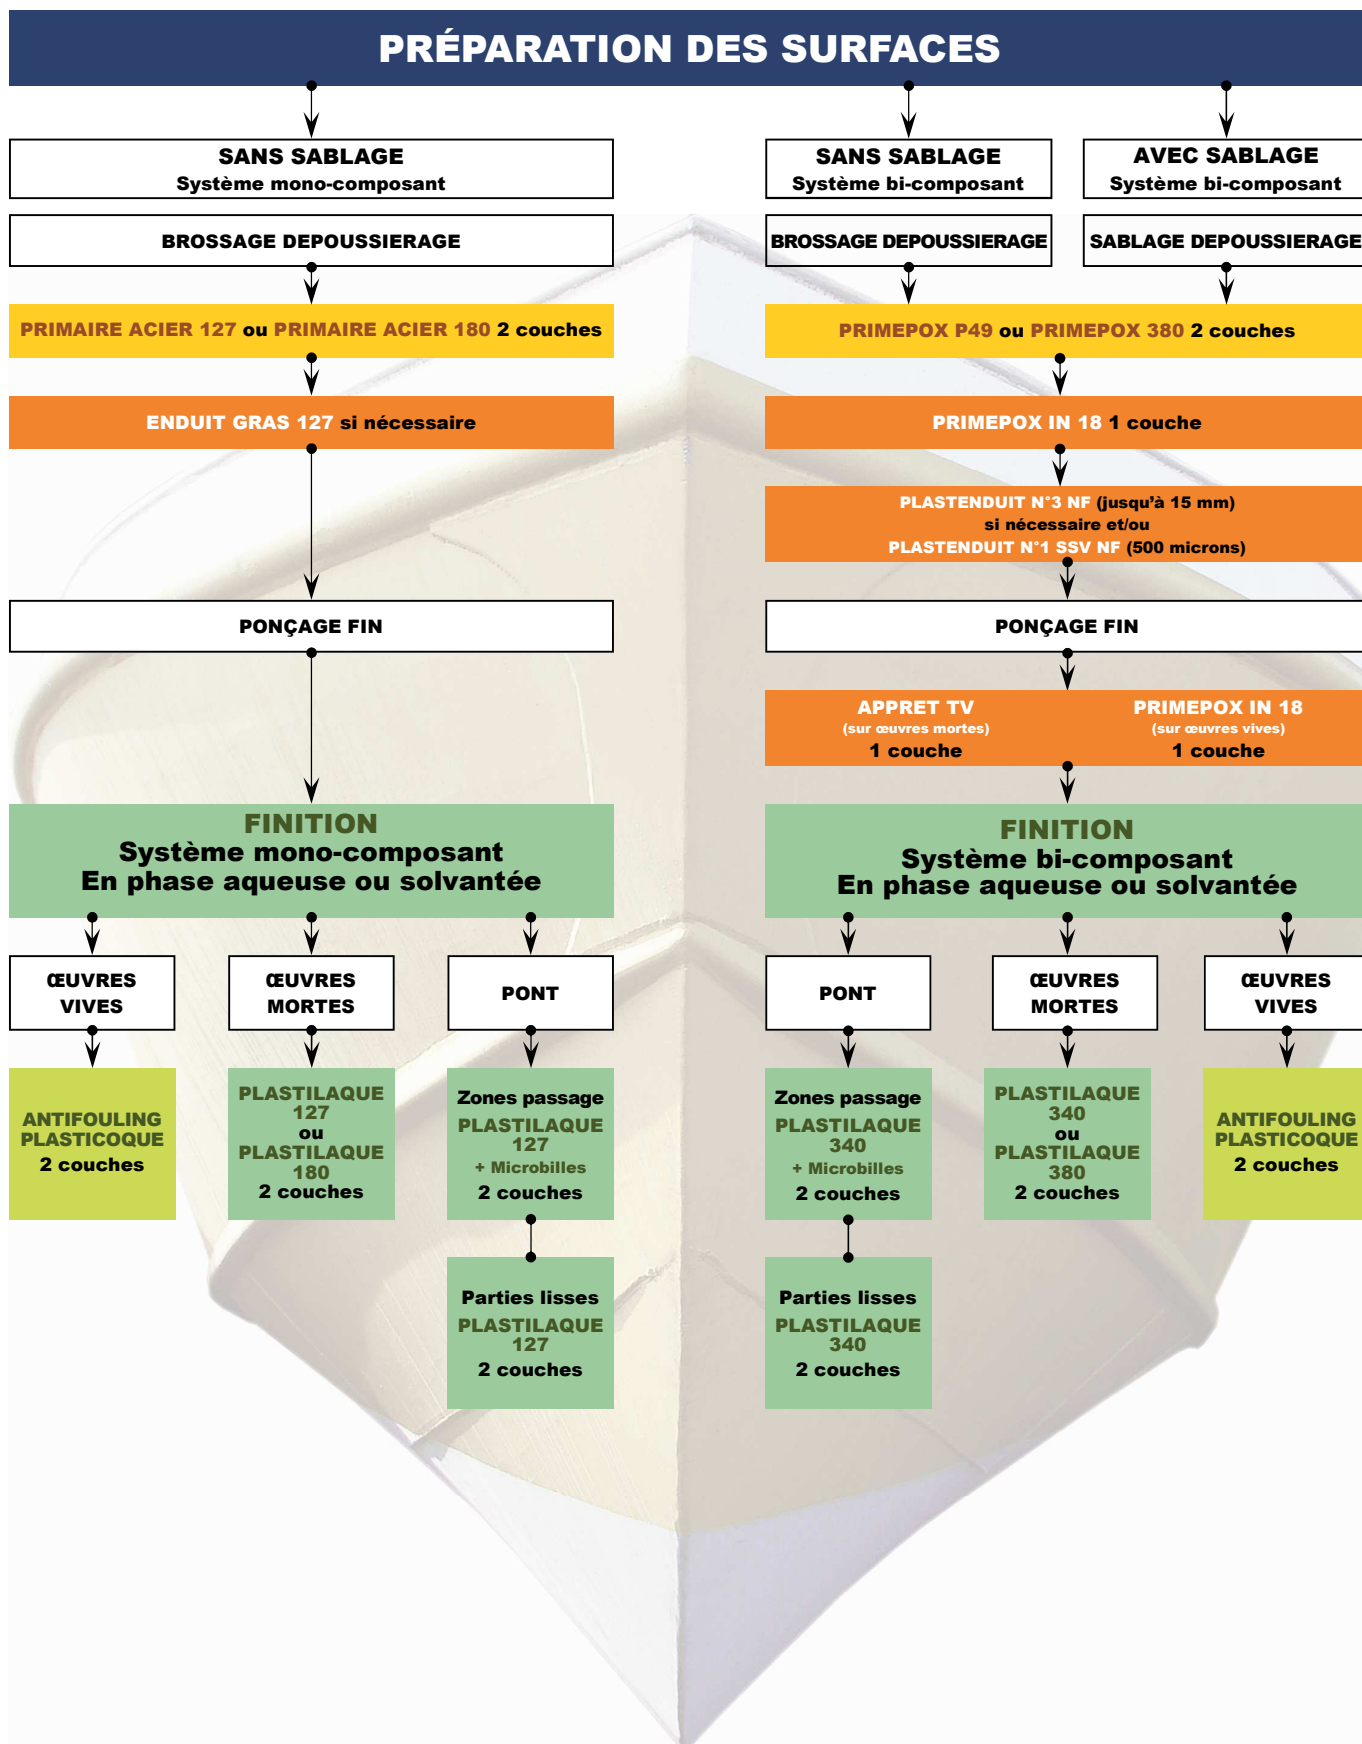 PRÉPARATION DES SURFACES
SANS SABLAGE
Système mono-composant
SANS SABLAGE
Système bi-composant
AVEC SABLAGE
Système bi-composant
BROSSAGE DEPOUSSIERAGE
BROSSAGE DEPOUSSIERAGE
SABLAGE DEPOUSSIERAGE
PRIMAIRE ACIER 127 ou PRIMAIRE ACIER 180 2 couches
PRIMEPOX P49 ou PRIMEPOX 380 2 couches
ENDUIT GRAS 127 si nécessaire
PRIMEPOX IN 18 1 couche
PLASTENDUIT N°3 NF (jusqu'à 15 mm)
si nécessaire et/ou
PLASTENDUIT N°1 SSV NF (500 microns)
PONÇAGE FIN
PONÇAGE FIN
APPRET TV
(sur œuvres mortes)
1 couche
PRIMEPOX IN 18
(sur œuvres vives)
1 couche
FINITION
Système mono-composant
En phase aqueuse ou solvantée
FINITION
Système bi-composant
En phase aqueuse ou solvantée
ŒUVRES
VIVES
ŒUVRES
MORTES
PONT
PONT
ŒUVRES
MORTES
ŒUVRES
VIVES
ANTIFOULING
PLASTICOQUE
2 couches
PLASTILAQUE
127
ou
PLASTILAQUE
180
2 couches
Zones passage
PLASTILAQUE
127
+ Microbilles
2 couches
Zones passage
PLASTILAQUE
340
+ Microbilles
2 couches
PLASTILAQUE
340
ou
PLASTILAQUE
380
2 couches
ANTIFOULING
PLASTICOQUE
2 couches
Parties lisses
PLASTILAQUE
127
2 couches
Parties lisses
PLASTILAQUE
340
2 couches